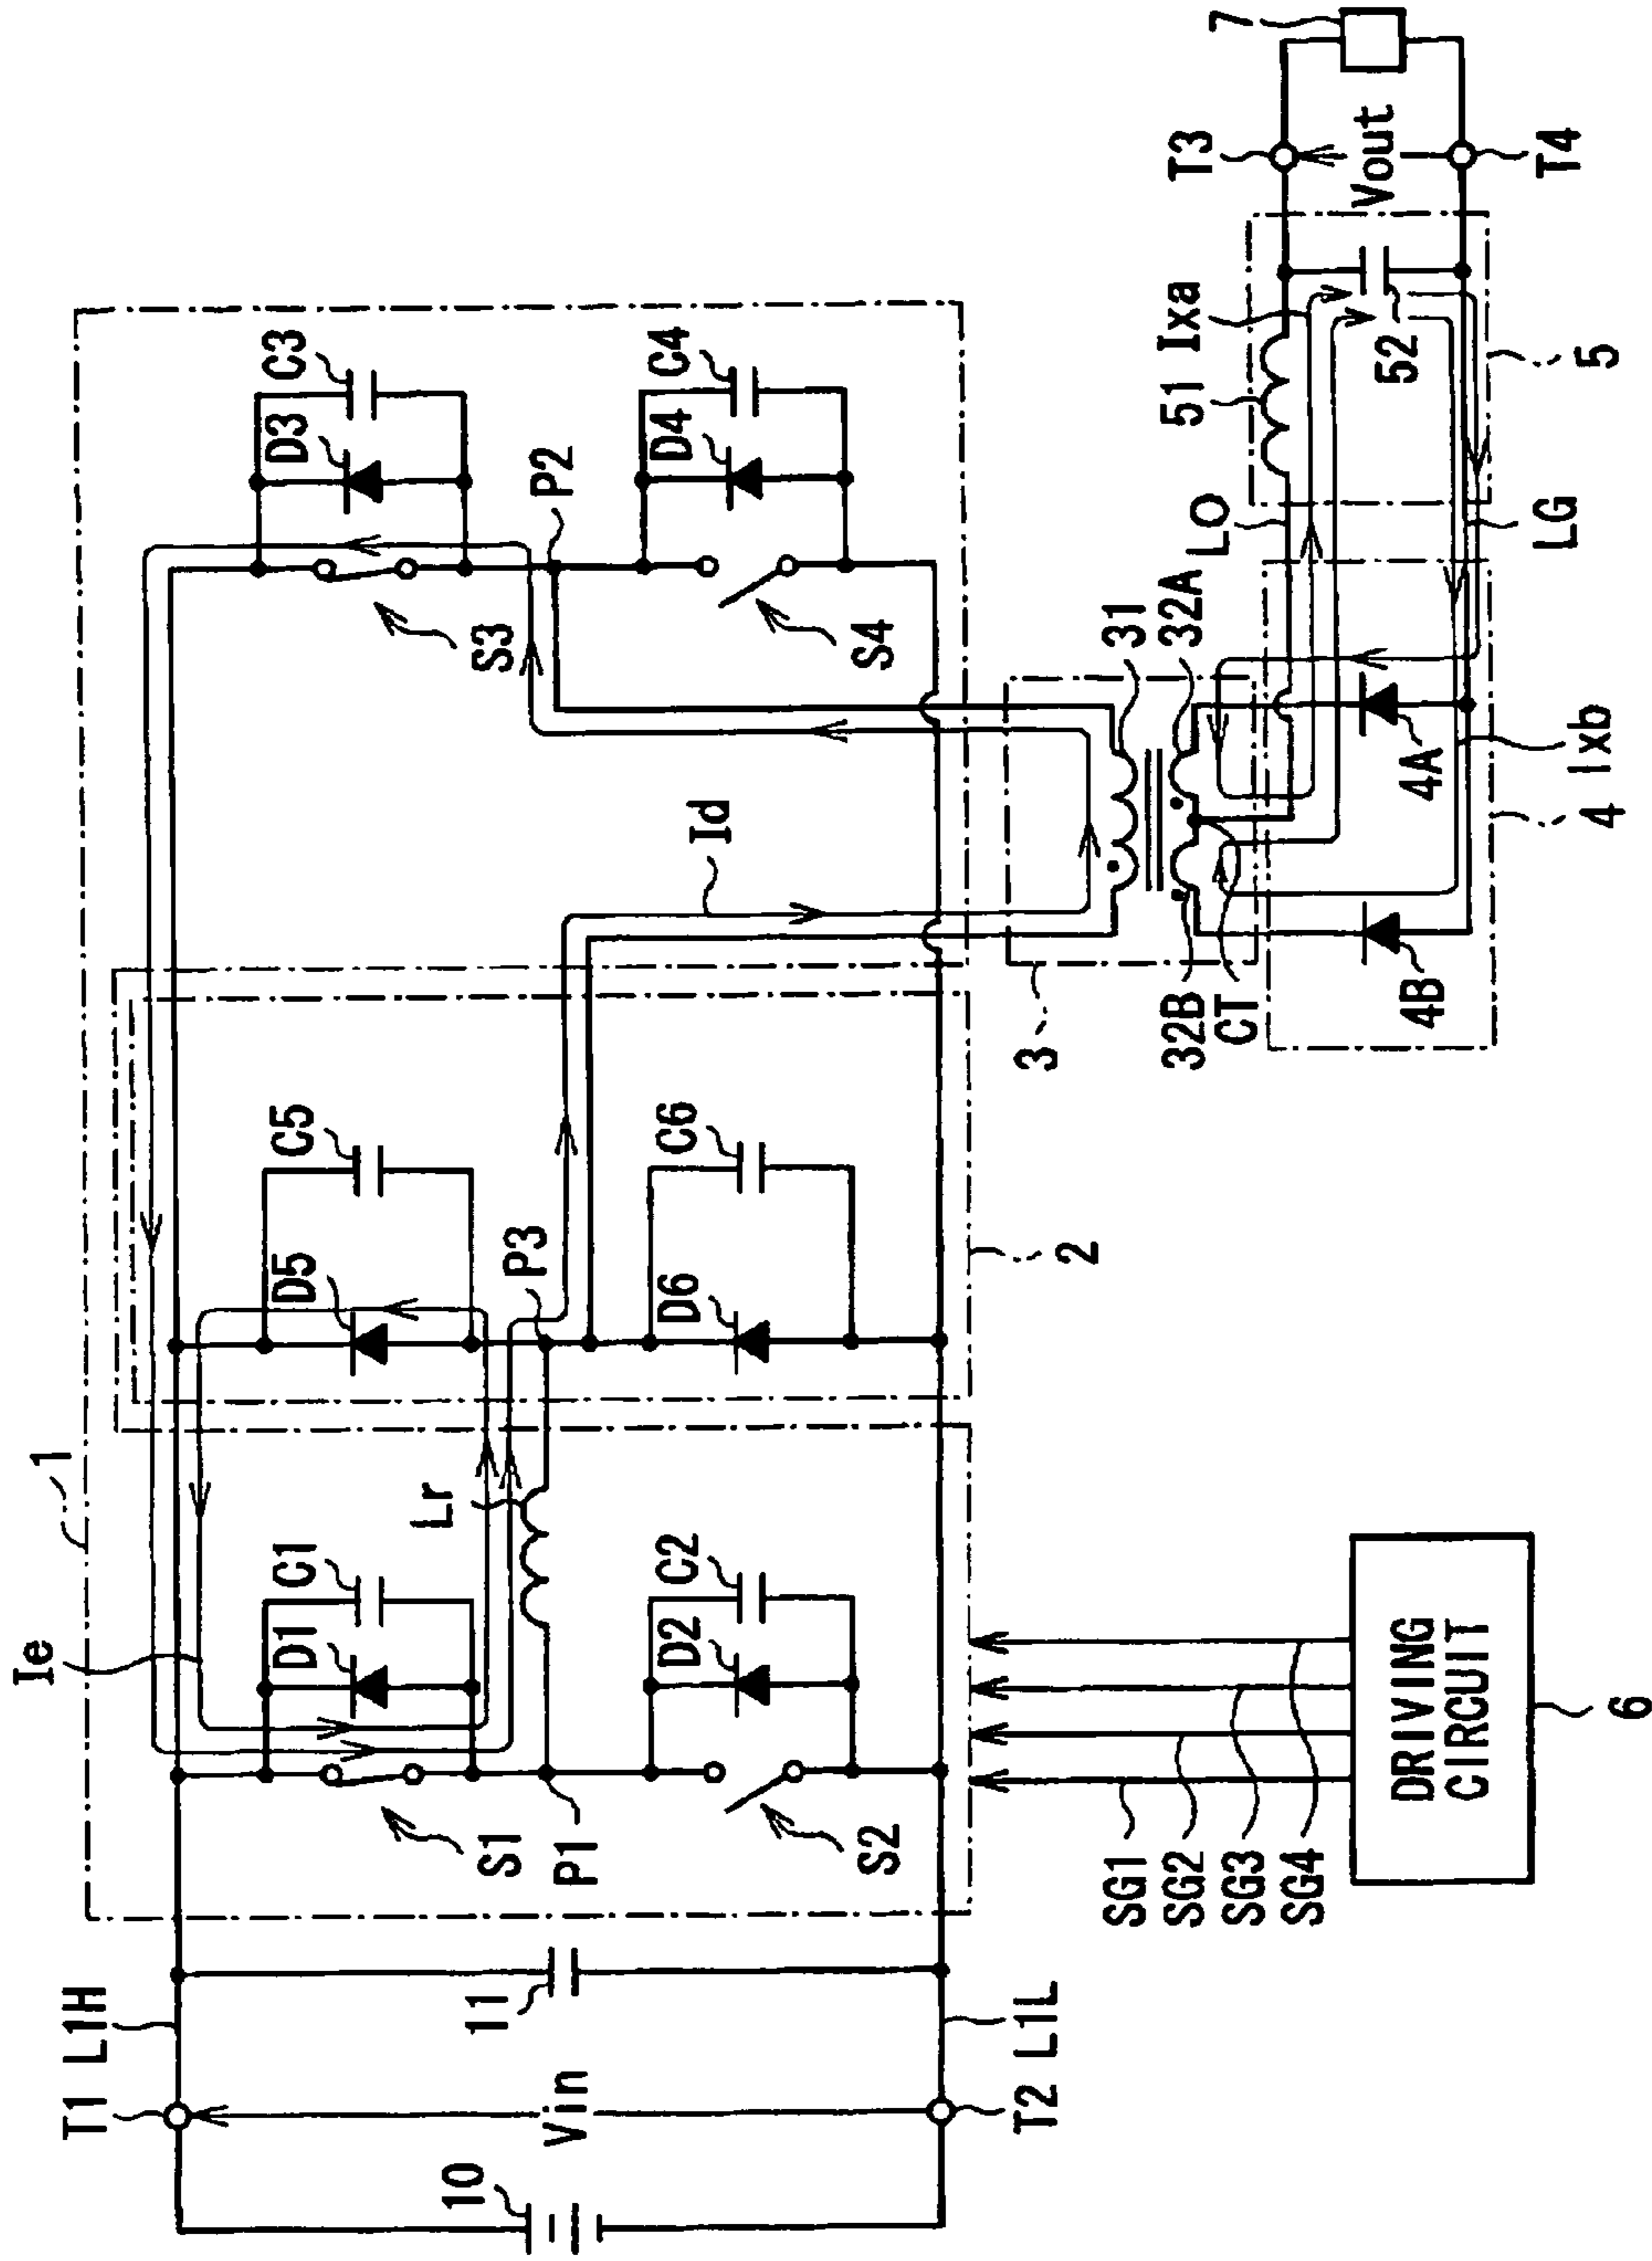 1
Ie
T1
L1H
D1
C1
Lr
D5
C5
P3
Id
D3
C3
P2
S3
D4
C4
S4
10
Vin
11
S1
P1
D2
C2
S2
D6
C6
2
T2
L1L
SG1
SG2
SG3
SG4
DRIVING
CIRCUIT
6
3
31
32A
32B
CT
4B
4A
4
Ixb
LO
LG
51
Ixa
52
5
T3
Vout
T4
7